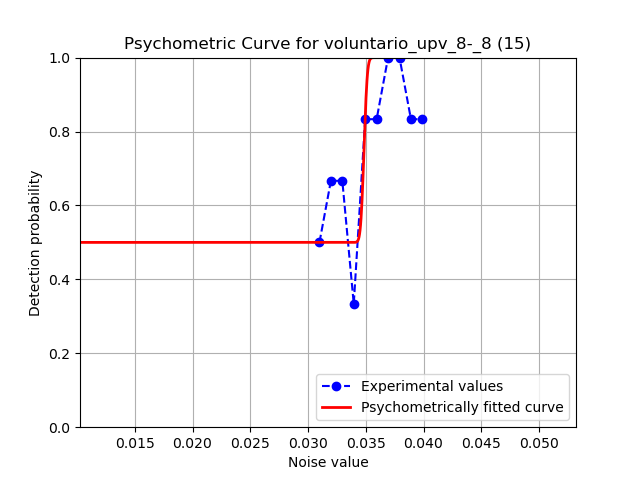 Psychometric Curve for voluntario_upv_8-_8 (15)
Detection probability
1.0
0.8
0.6
0.4
0.2
0.0
Experimental values
Psychometrically fitted curve
0.015 0.020 0.025 0.030 0.035 0.040 0.045 0.050
Noise value